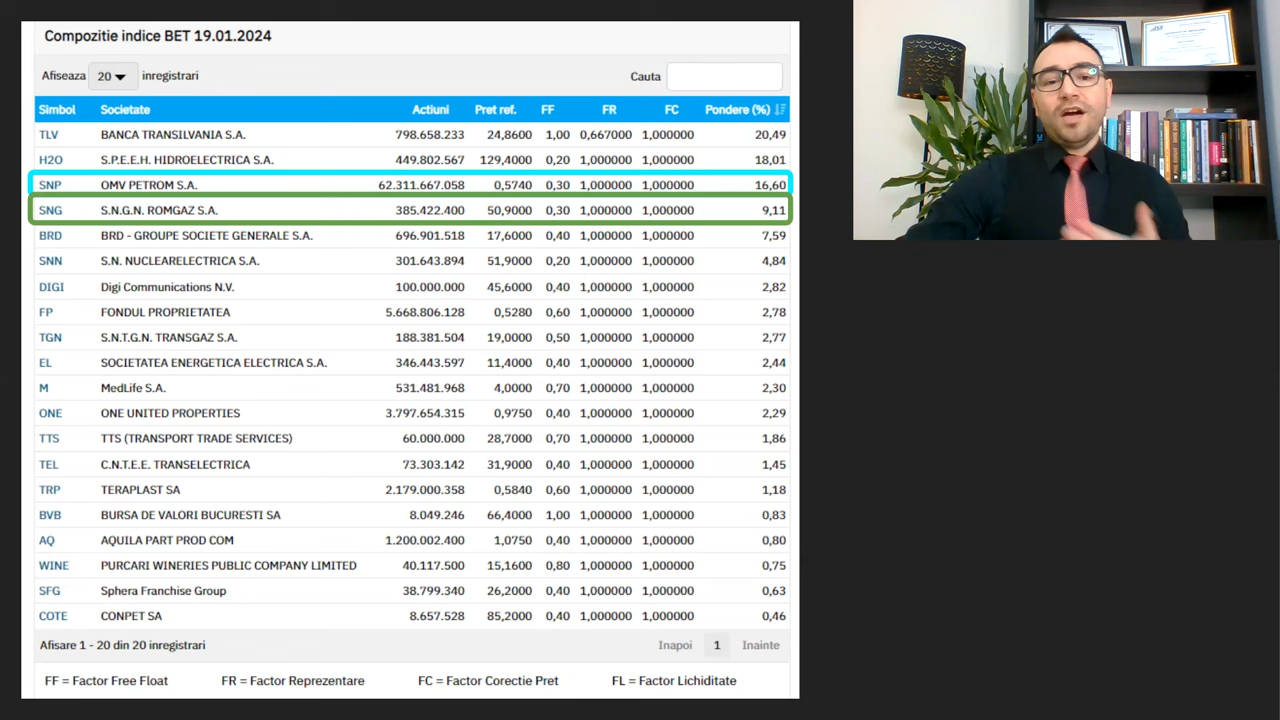 Compozitie indice BET 19.01.2024
Afiseaza 20 inregistrari Cauta
Simbol Societate Actiuni Pret ref. FF FR FC Pondere (%)
TLV BANCA TRANSILVANIA S.A. 798.658.233 24,8600 1,00 0,667000 1,000000 20,49
H2O S.P.E.E.H. HIDROELECTRICA S.A. 449.802.567 129,4000 0,20 1,000000 1,000000 18,01
SNP OMV PETROM S.A. 62.311.667.058 0,5740 0,30 1,000000 1,000000 16,60
SNG S.N.G.N. ROMGAZ S.A. 385.422.400 50,9000 0,30 1,000000 1,000000 9,11
BRD BRD - GROUPE SOCIETE GENERALE S.A. 696.901.518 17,6000 0,40 1,000000 1,000000 7,59
SNN S.N. NUCLEARELECTRICA S.A. 301.643.894 51,9000 0,20 1,000000 1,000000 4,84
DIGI Digi Communications N.V. 100.000.000 45,6000 0,40 1,000000 1,000000 2,82
FP FONDUL PROPRIETATEA 5.668.806.128 0,5280 0,60 1,000000 1,000000 2,78
TGN S.N.T.G.N. TRANSGAZ S.A. 188.381.504 19,0000 0,50 1,000000 1,000000 2,77
EL SOCIETATEA ENERGETICA ELECTRICA S.A. 346.443.597 11,4000 0,40 1,000000 1,000000 2,44
M MedLife S.A. 531.481.968 4,0000 0,70 1,000000 1,000000 2,30
ONE ONE UNITED PROPERTIES 3.797.654.315 0,9750 0,40 1,000000 1,000000 2,29
TTS TTS (TRANSPORT TRADE SERVICES) 60.000.000 28,7000 0,70 1,000000 1,000000 1,86
TEL C.N.T.E.E. TRANSELECTRICA 73.303.142 31,9000 0,40 1,000000 1,000000 1,45
TRP TERAPLAST SA 2.179.000.358 0,5840 0,60 1,000000 1,000000 1,18
BVB BURSA DE VALORI BUCURESTI SA 8.049.246 66,4000 1,00 1,000000 1,000000 0,83
AQ AQUILA PART PROD COM 1.200.002.400 1,0750 0,40 1,000000 1,000000 0,80
WINE PURCARI WINERIES PUBLIC COMPANY LIMITED 40.117.500 15,1600 0,80 1,000000 1,000000 0,75
SFG Sphera Franchise Group 38.799.340 26,2000 0,40 1,000000 1,000000 0,63
COTE CONPET SA 8.657.528 85,2000 0,40 1,000000 1,000000 0,46
Afisare 1 - 20 din 20 inregistrari Inapoi 1 Inainte
FF = Factor Free Float FR = Factor Reprezentare FC = Factor Corectie Pret FL = Factor Lichiditate